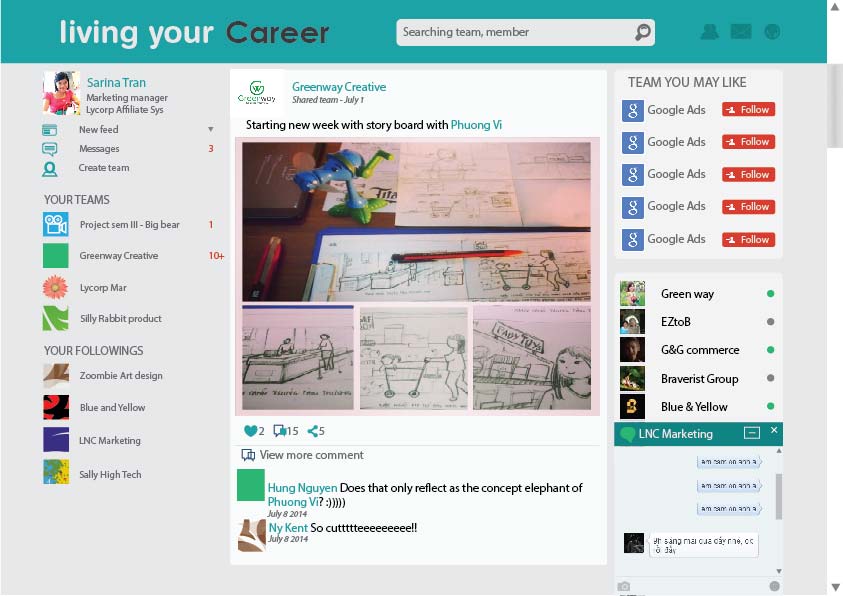 living your Career
Searching team, member
Sarina Tran
Marketing manager
Lycorp Affiliate Sys
New feed
Messages 3
Create team
YOUR TEAMS
Project sem III - Big bear 1
Greenway Creative 10+
Lycorp Mar
Silly Rabbit product
YOUR FOLLOWINGS
Zoombie Art design
Blue and Yellow
LNC Marketing
Sally High Tech
Greenway
Greenway Creative
Shared team - July 1
Starting new week with story board with Phuong Vi
BABY TOYS
2 15 5
View more comment
Hung Nguyen Does that only reflect as the concept elephant of
Phuong Vi? :)))))
July 8 2014
Ny Kent So cuttttteeeeeeeee!!
July 8 2014
TEAM YOU MAY LIKE
g Google Ads Follow
g Google Ads Follow
g Google Ads Follow
g Google Ads Follow
g Google Ads Follow
Green way
EZtoB
G&G commerce
Braverist Group
Blue & Yellow
LNC Marketing